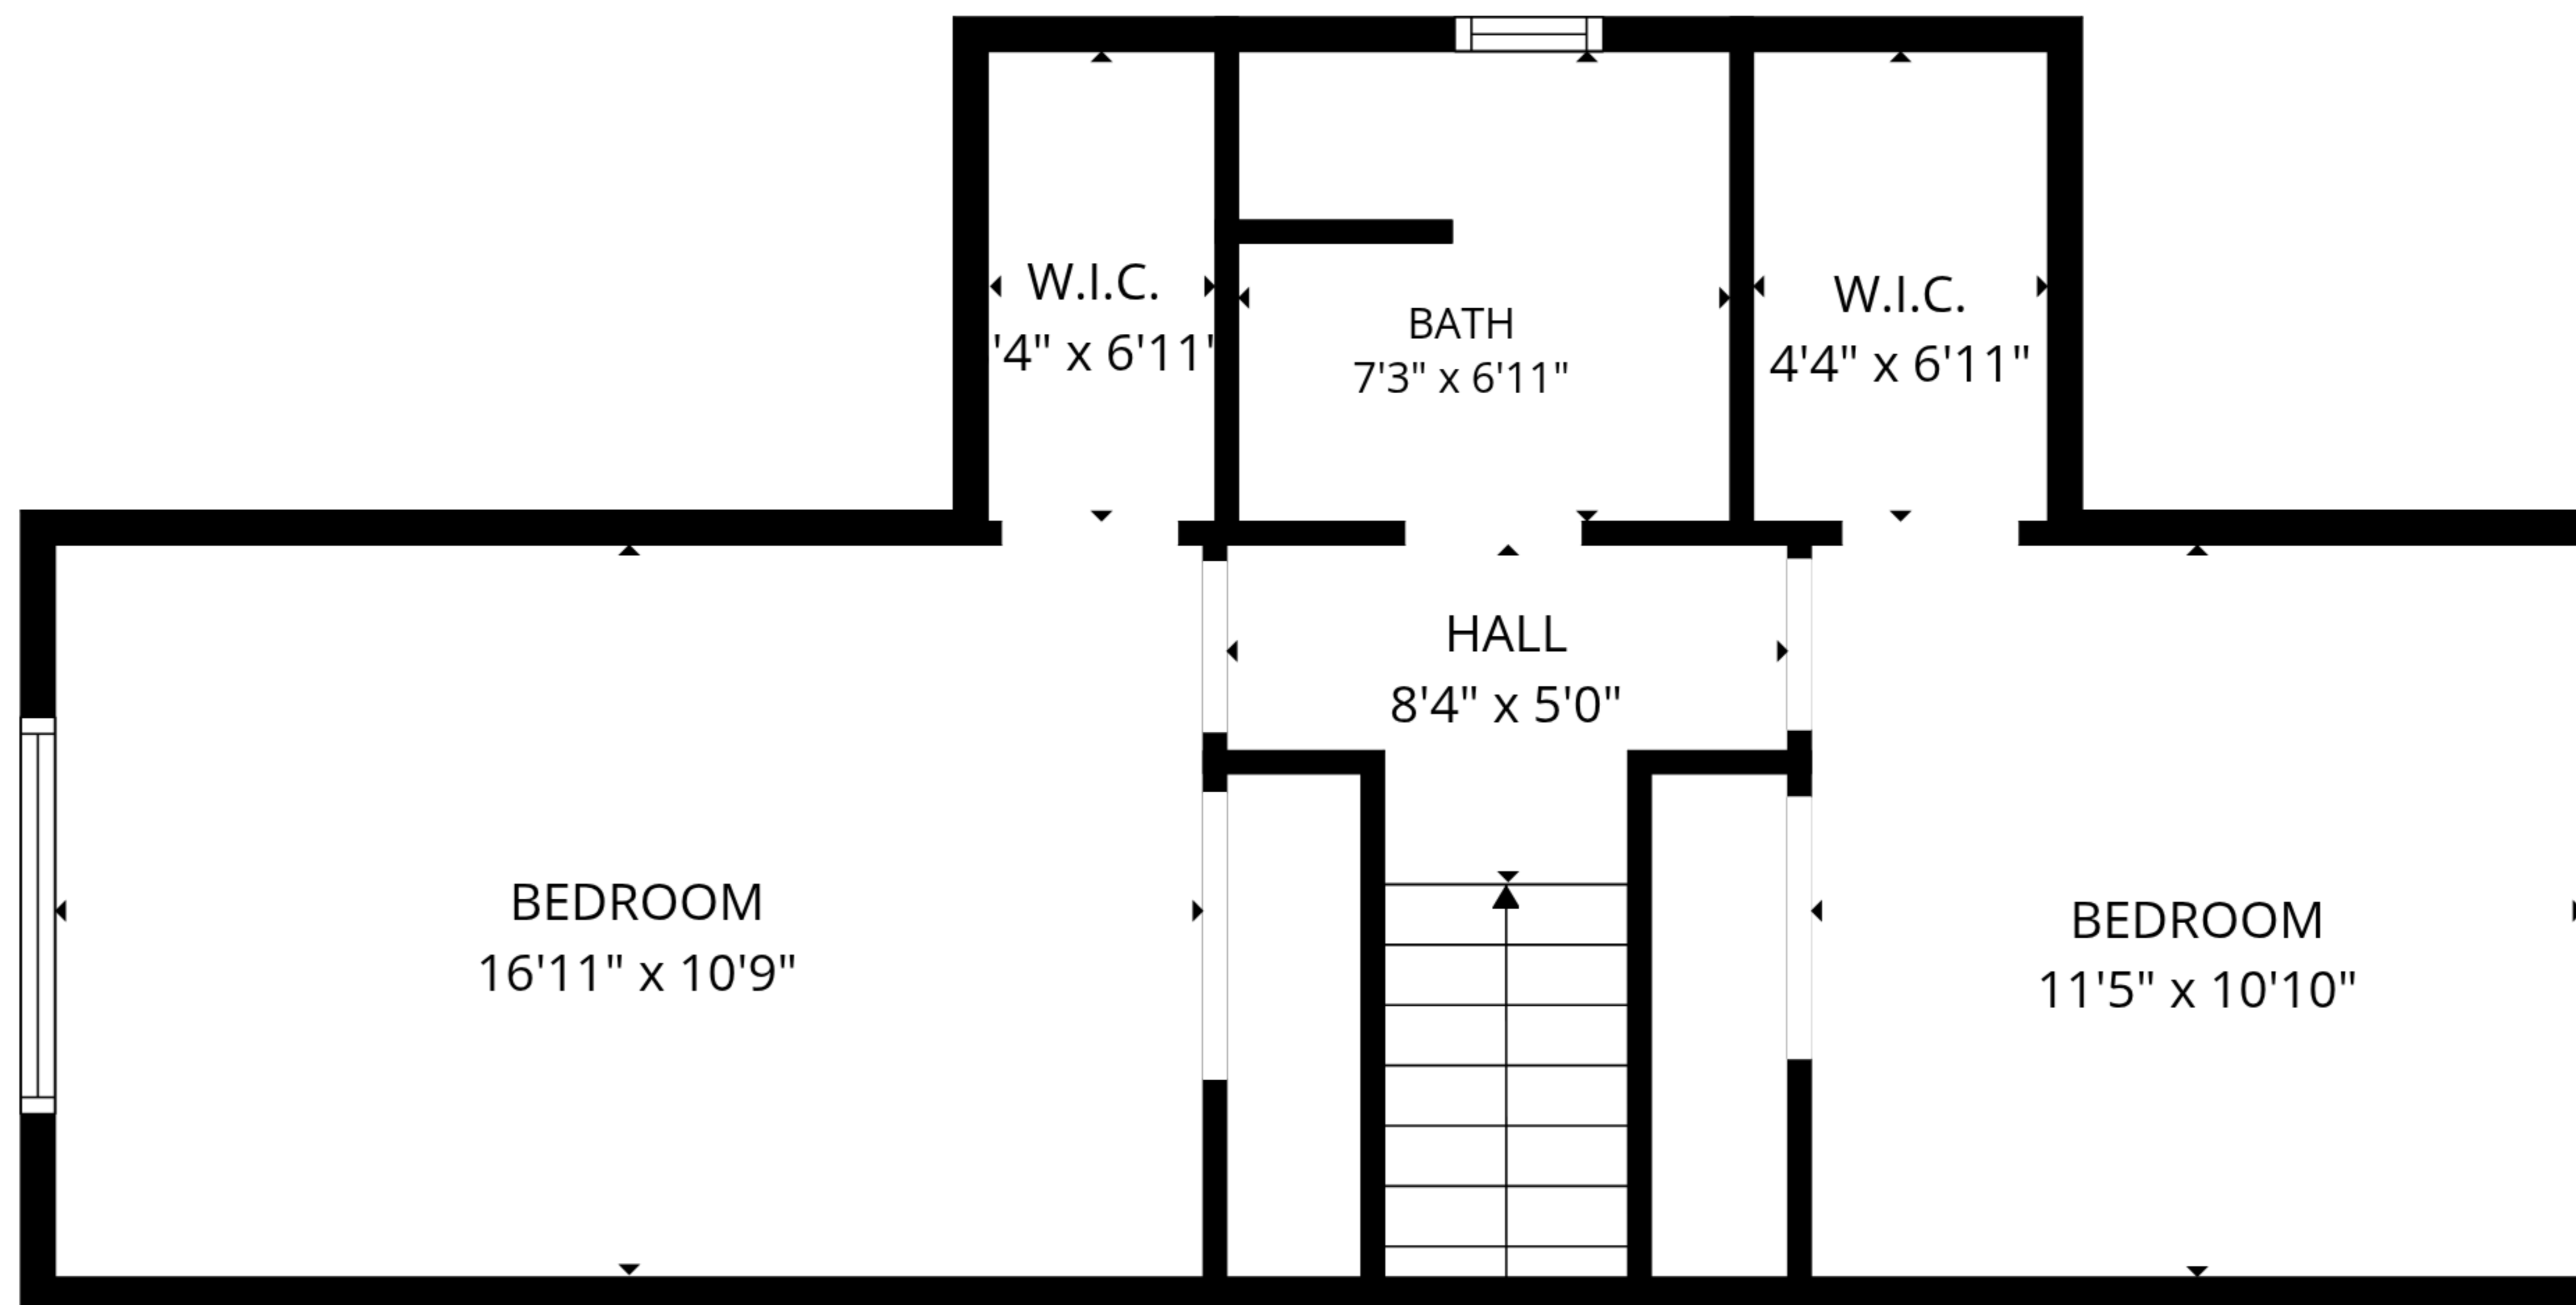 W.I.C.
'4" x 6'11'
BATH
7'3" x 6'11"
W.I.C.
4'4" x 6'11"
HALL
8'4" x 5'0"
BEDROOM
16'11" x 10'9"
BEDROOM
11'5" x 10'10"